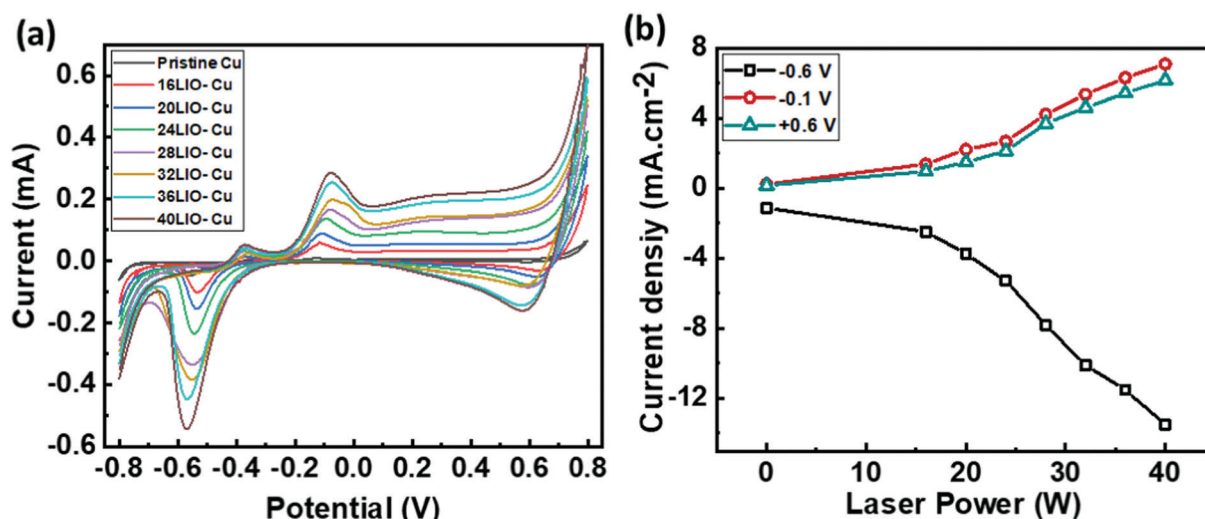 (a)
Current (mA)
0.6
0.4
0.2
0.0
-0.2
-0.4
-0.6
Pristine Cu
16LIO- Cu
20LIO- Cu
24LIO- Cu
28LIO- Cu
32LIO- Cu
36LIO- Cu
40LIO- Cu
-0.8 -0.6 -0.4 -0.2 0.0 0.2 0.4 0.6 0.8
Potential (V)
(b)
Current densiy (mA.cm-2)
8
4
0
-4
-8
-12
-0.6 V
-0.1 V
+0.6 V
0 10 20 30 40
Laser Power (W)